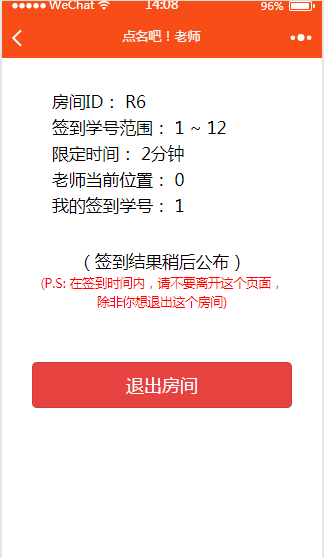 WeChat 14:08 96%
点名吧！老师
房间ID： R6
签到学号范围： 1 ~ 12
限定时间： 2分钟
老师当前位置： 0
我的签到学号： 1
（ 签到结果稍后公布 ）
(P.S: 在签到时间内，请不要离开这个页面，
除非你想退出这个房间)
退出房间